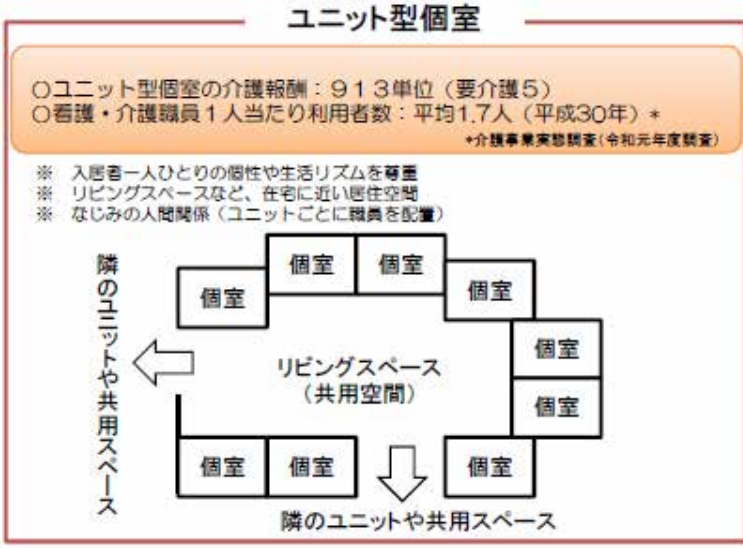 ユニット型個室
○ユニット型個室の介護報酬：９１３単位（要介護５）
○看護・介護職員１人当たり利用者数：平均1.7人（平成30年）*
*介護事業実態調査(令和元年度調査)
※　入居者一人ひとりの個性や生活リズムを尊重
※　リビングスペースなど、在宅に近い居住空間
※　なじみの人間関係（ユニットごとに職員を配置）
隣のユニットや共用スペース
個室
個室
個室
個室
個室
個室
リビングスペース
（共用空間）
個室
個室
個室
隣のユニットや共用スペース